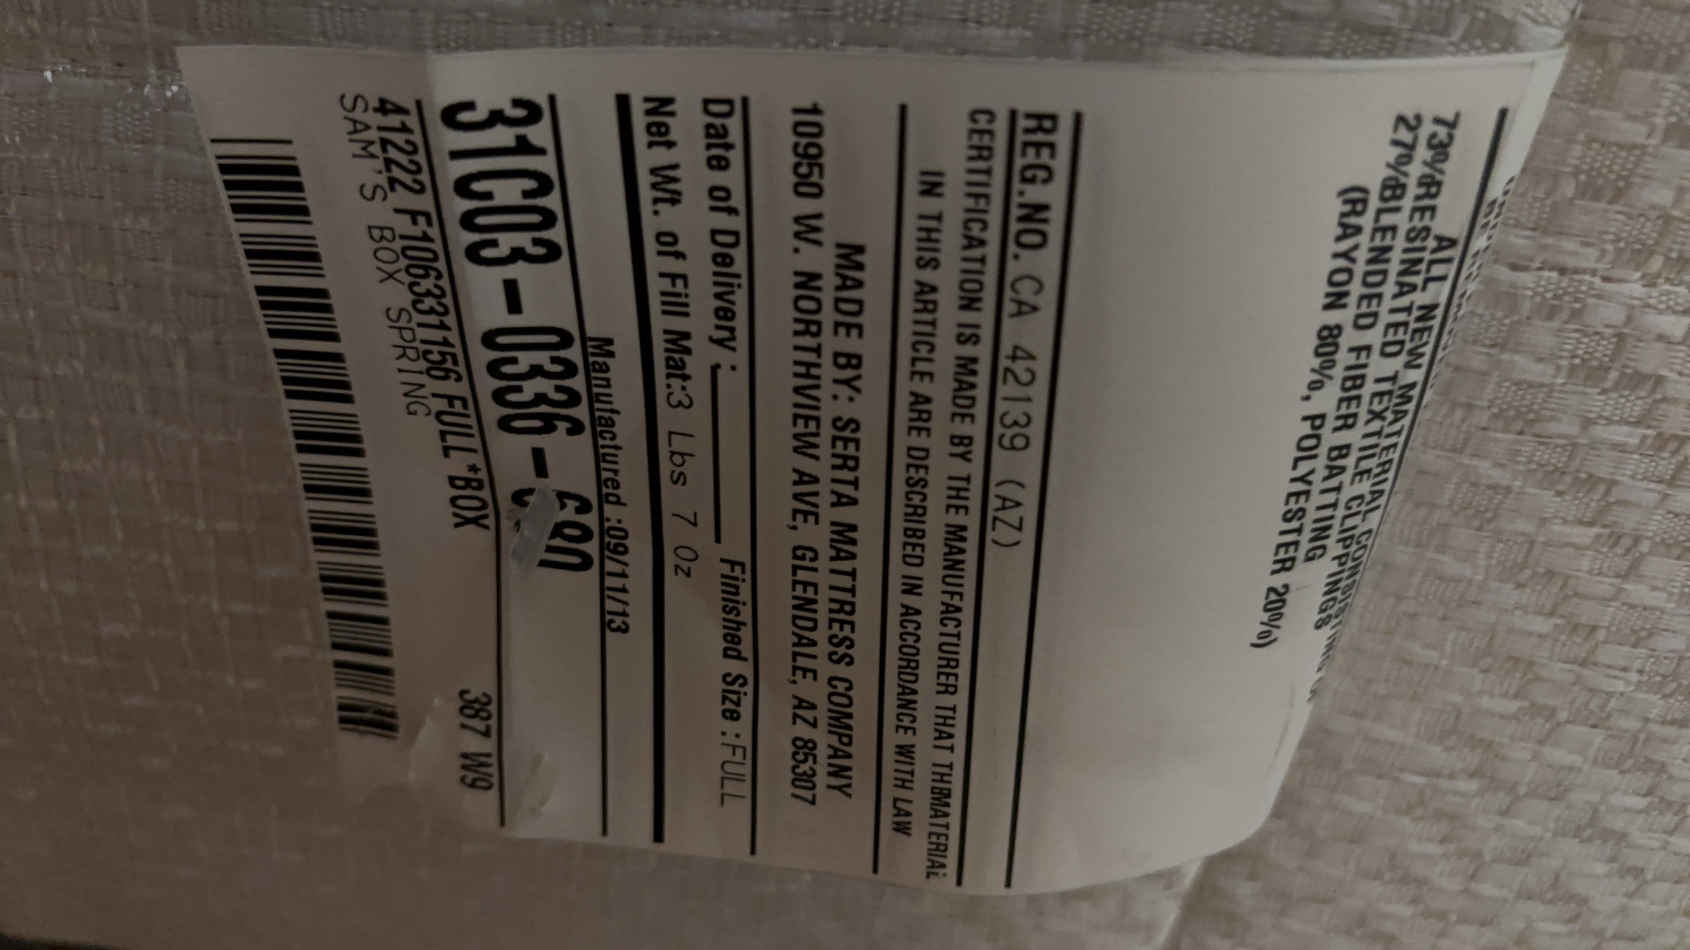 ALL NEW MATERIAL CONSISTING
73%RESINATED TEXTILE CLIPPINGS
27%BLENDED FIBER BATTING
(RAYON 80%, POLYESTER 20%)
REG.NO. CA 42139 (AZ)
CERTIFICATION IS MADE BY THE MANUFACTURER THAT THMATERIAL
IN THIS ARTICLE ARE DESCRIBED IN ACCORDANCE WITH LAW
MADE BY: SERTA MATTRESS COMPANY
10950 W. NORTHVIEW AVE, GLENDALE, AZ 85307
Date of Delivery : Finished Size :FULL
Net Wt. of Fill Mat:3 Lbs 7 Oz
Manufactured :09/11/13
31C03-0336-
41222 F106331156 FULL*BOX 387 W9
SAM'S BOX SPRING